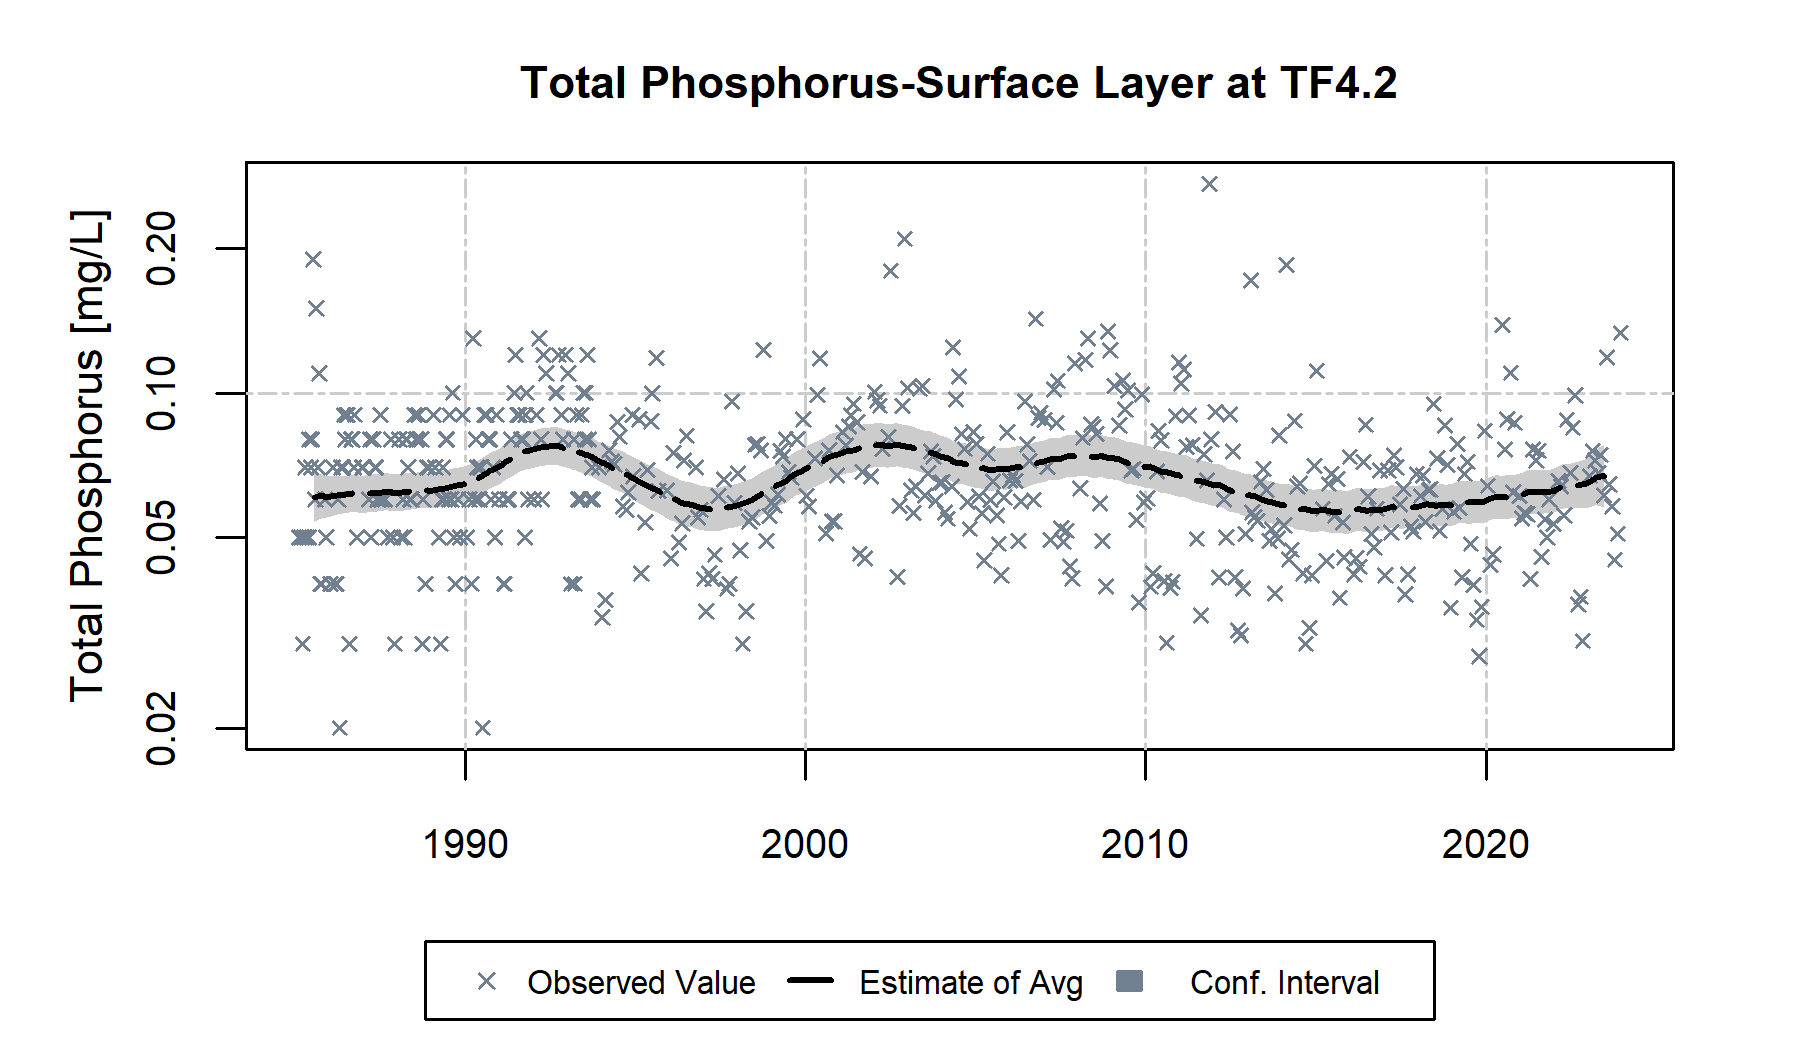 Total Phosphorus-Surface Layer at TF4.2
Total Phosphorus [mg/L]
0.20
0.10
0.05
0.02
1990 2000 2010 2020
Observed Value Estimate of Avg Conf. Interval